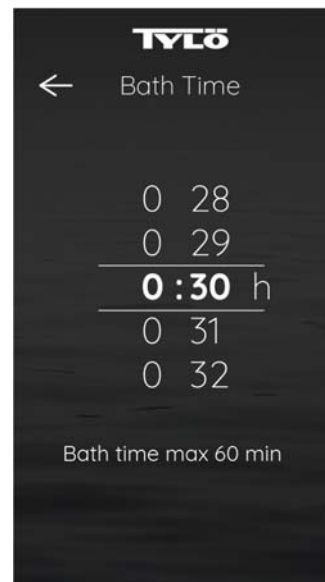 TYLÖ
← Bath Time
0 28
0 29
0 : 30 h
0 31
0 32
Bath time max 60 min